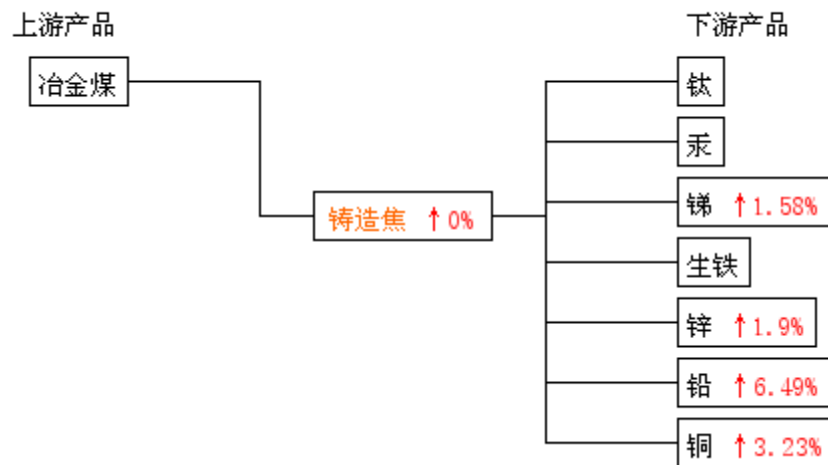 上游产品
下游产品
冶金煤
铸造焦 ↑0%
钛
汞
锑 ↑1.58%
生铁
锌 ↑1.9%
铅 ↑6.49%
铜 ↑3.23%